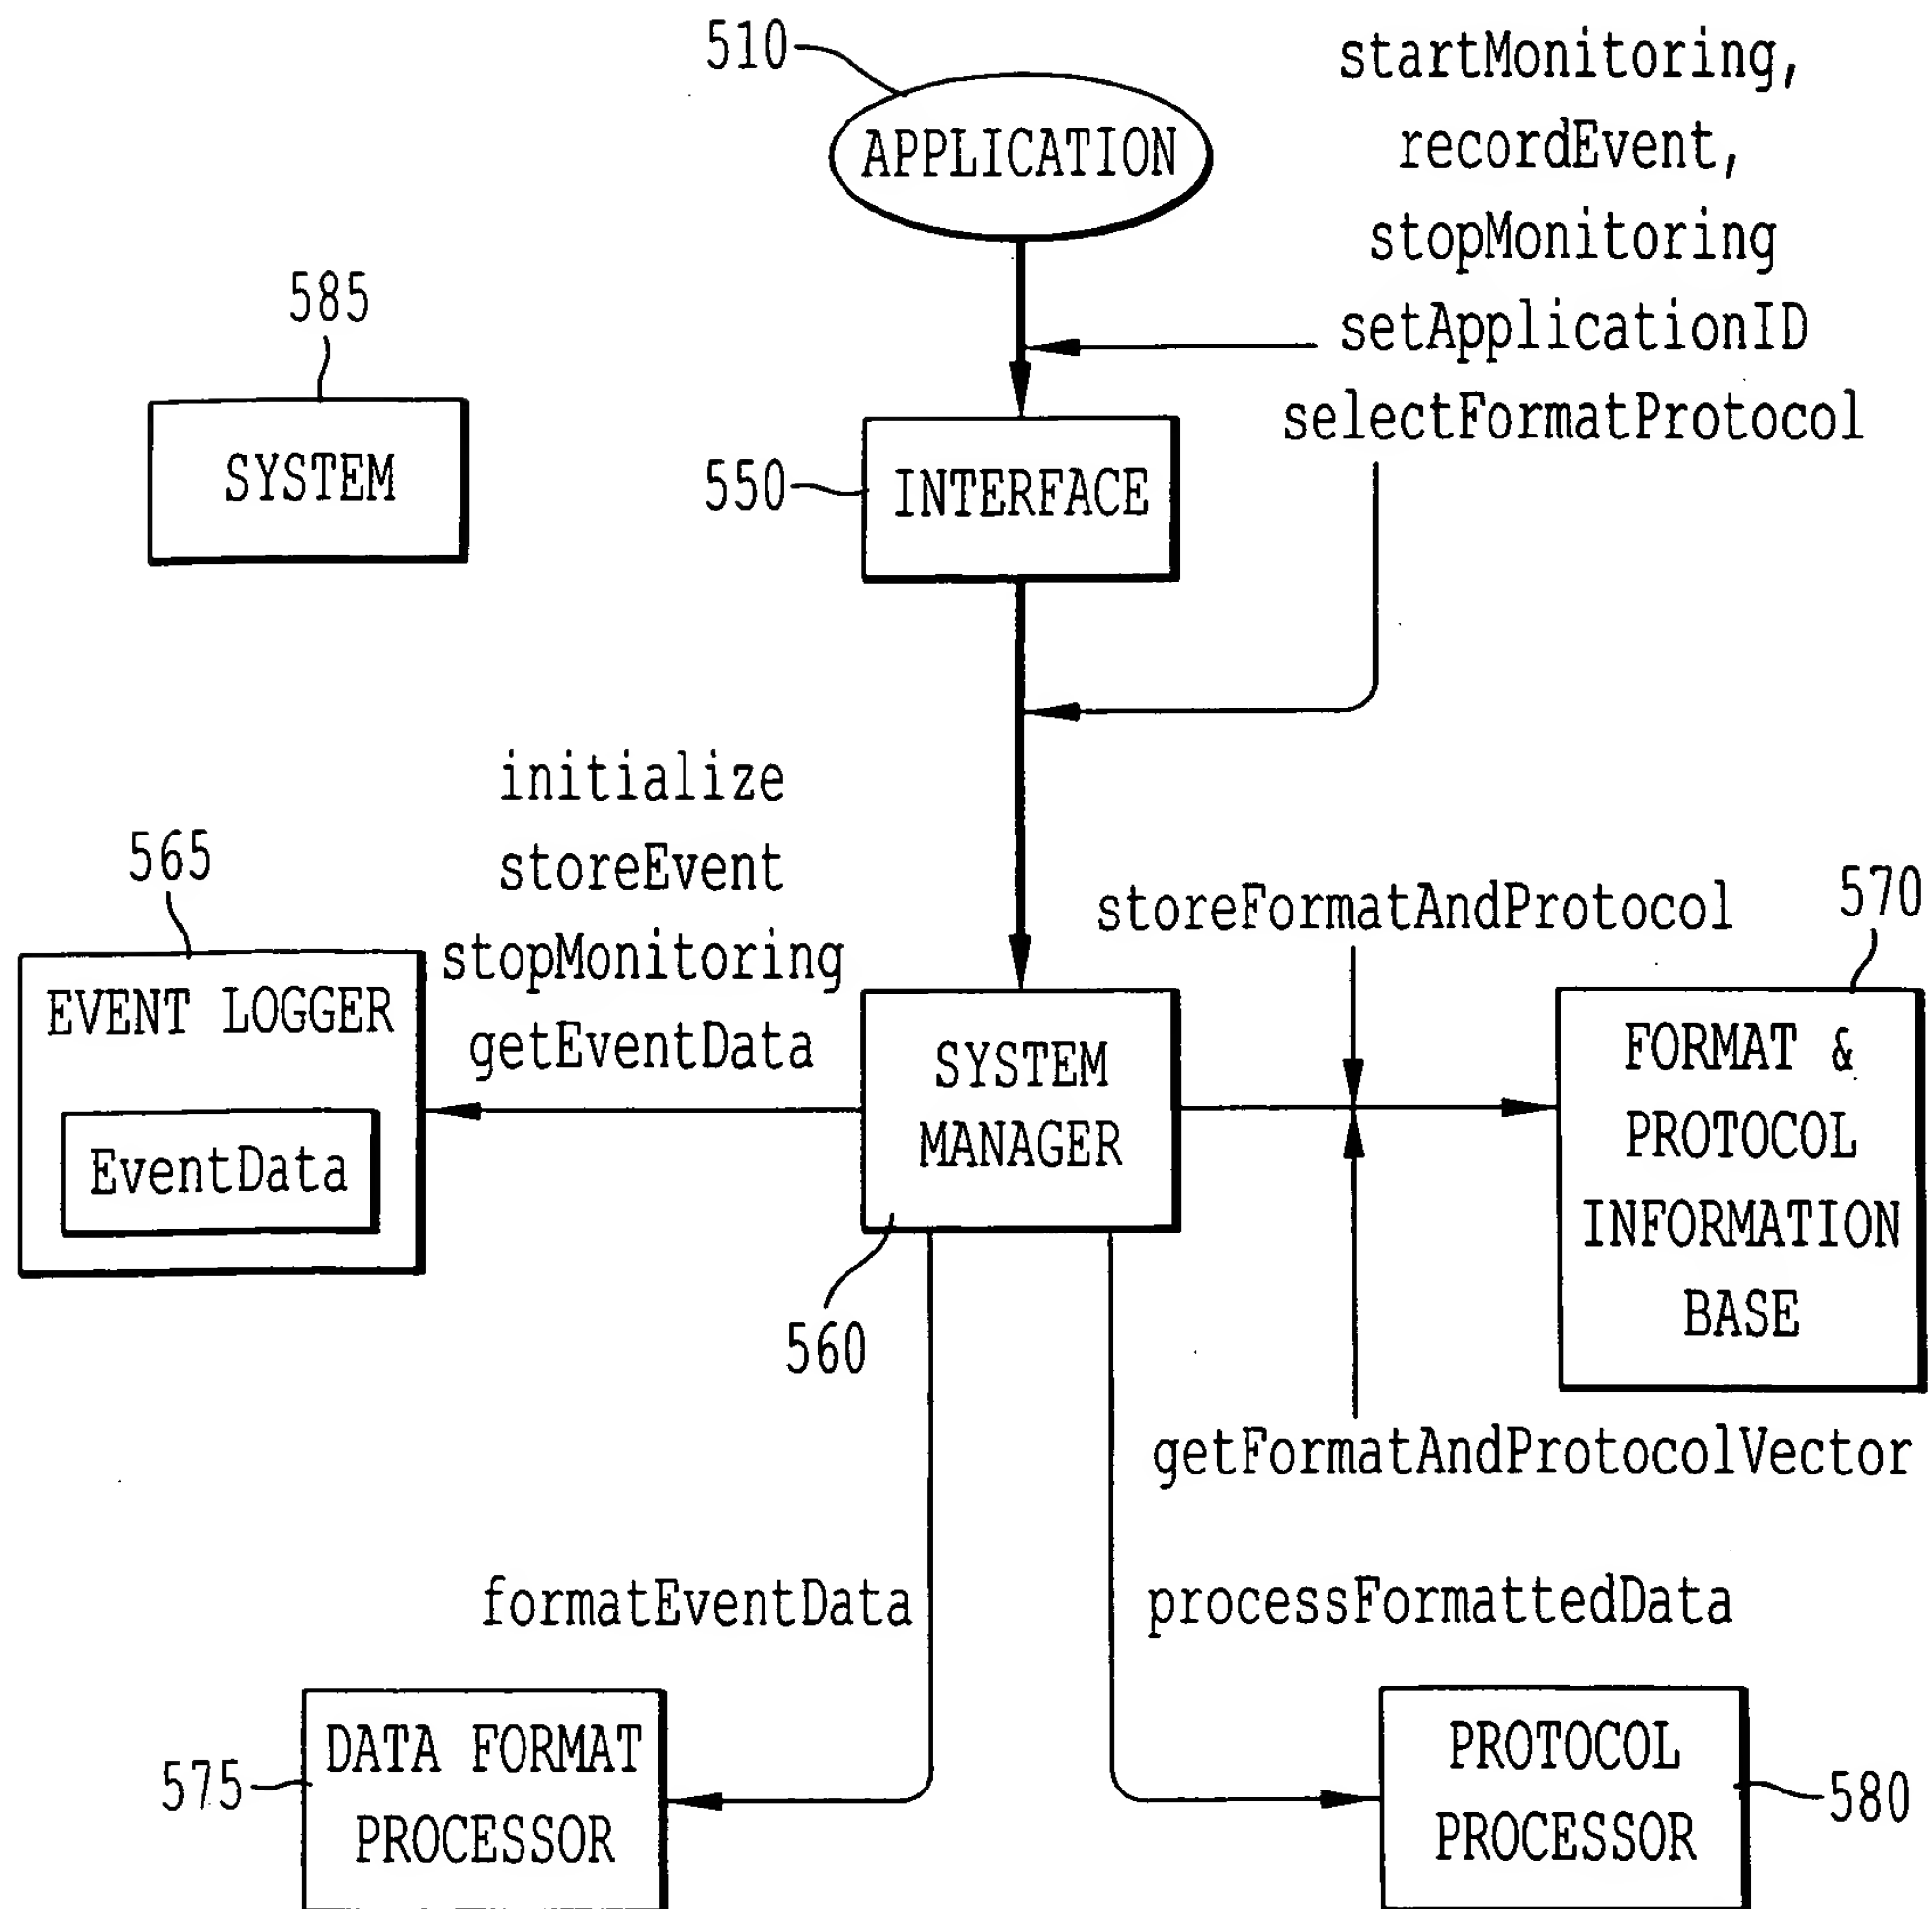 510
APPLICATION
startMonitoring,
recordEvent,
stopMonitoring
setApplicationID
selectFormatProtocol
585
SYSTEM
550
INTERFACE
initialize
storeEvent
stopMonitoring
getEventData
565
EVENT LOGGER
EventData
SYSTEM
MANAGER
560
storeFormatAndProtocol
570
FORMAT &
PROTOCOL
INFORMATION
BASE
getFormatAndProtocolVector
formatEventData
processFormattedData
575
DATA FORMAT
PROCESSOR
PROTOCOL
PROCESSOR
580